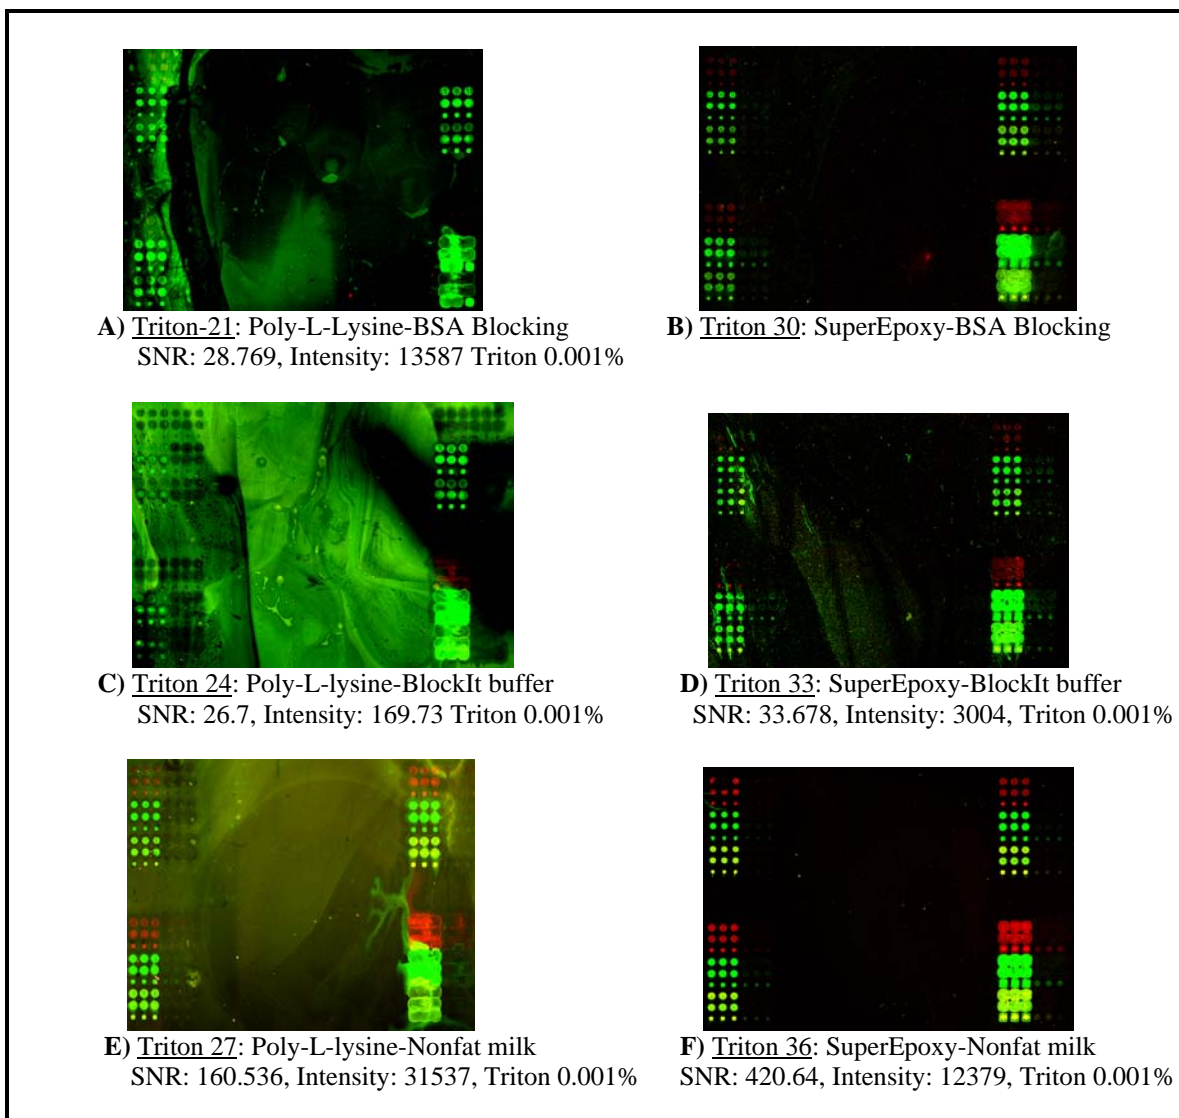 A) Triton-21: Poly-L-Lysine-BSA Blocking
SNR: 28.769, Intensity: 13587 Triton 0.001%
B) Triton 30: SuperEpoxy-BSA Blocking
C) Triton 24: Poly-L-lysine-BlockIt buffer
SNR: 26.7, Intensity: 169.73 Triton 0.001%
D) Triton 33: SuperEpoxy-BlockIt buffer
SNR: 33.678, Intensity: 3004, Triton 0.001%
E) Triton 27: Poly-L-lysine-Nonfat milk
SNR: 160.536, Intensity: 31537, Triton 0.001%
F) Triton 36: SuperEpoxy-Nonfat milk
SNR: 420.64, Intensity: 12379, Triton 0.001%